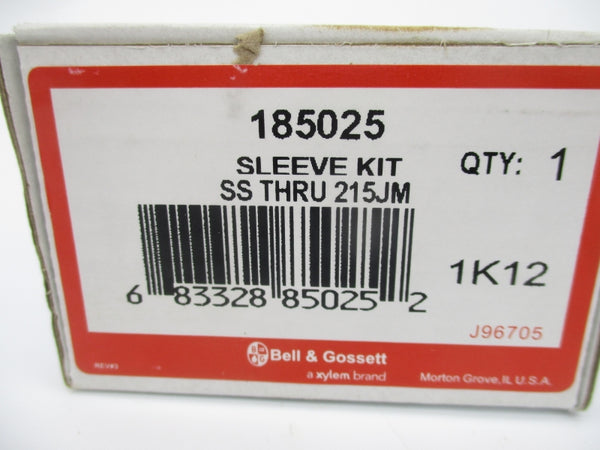 185025
SLEEVE KIT QTY: 1
SS THRU 215JM
6 83328 85025 2
1K12
J96705
Bell & Gossett
a xylem brand
REV#3
Morton Grove, IL U.S.A.